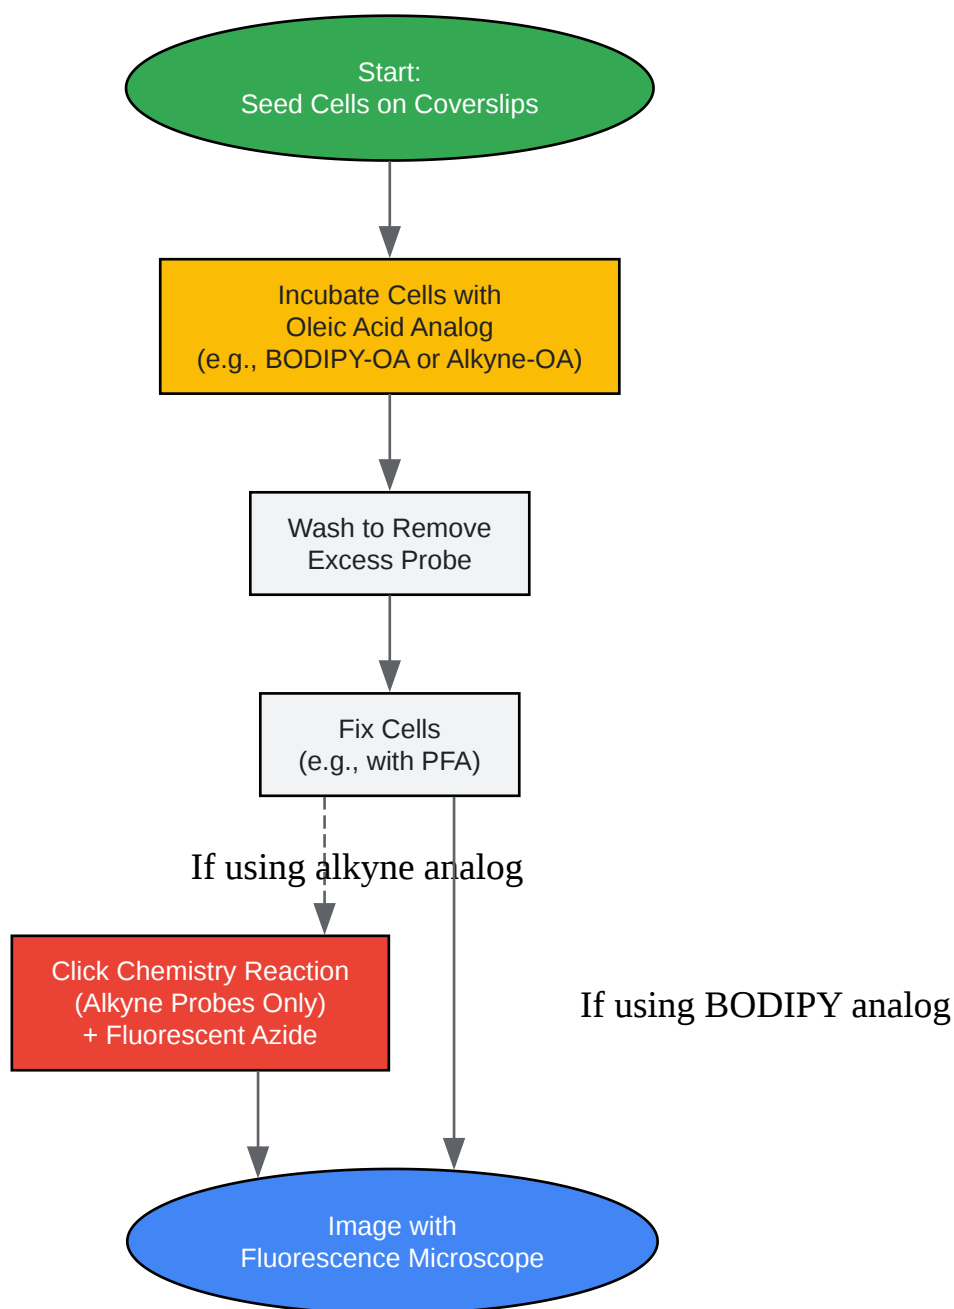 Start:
Seed Cells on Coverslips
Incubate Cells with
Oleic Acid Analog
(e.g., BODIPY-OA or Alkyne-OA)
Wash to Remove
Excess Probe
Fix Cells
(e.g., with PFA)
If using alkyne analog
Click Chemistry Reaction
(Alkyne Probes Only)
+ Fluorescent Azide
If using BODIPY analog
Image with
Fluorescence Microscope